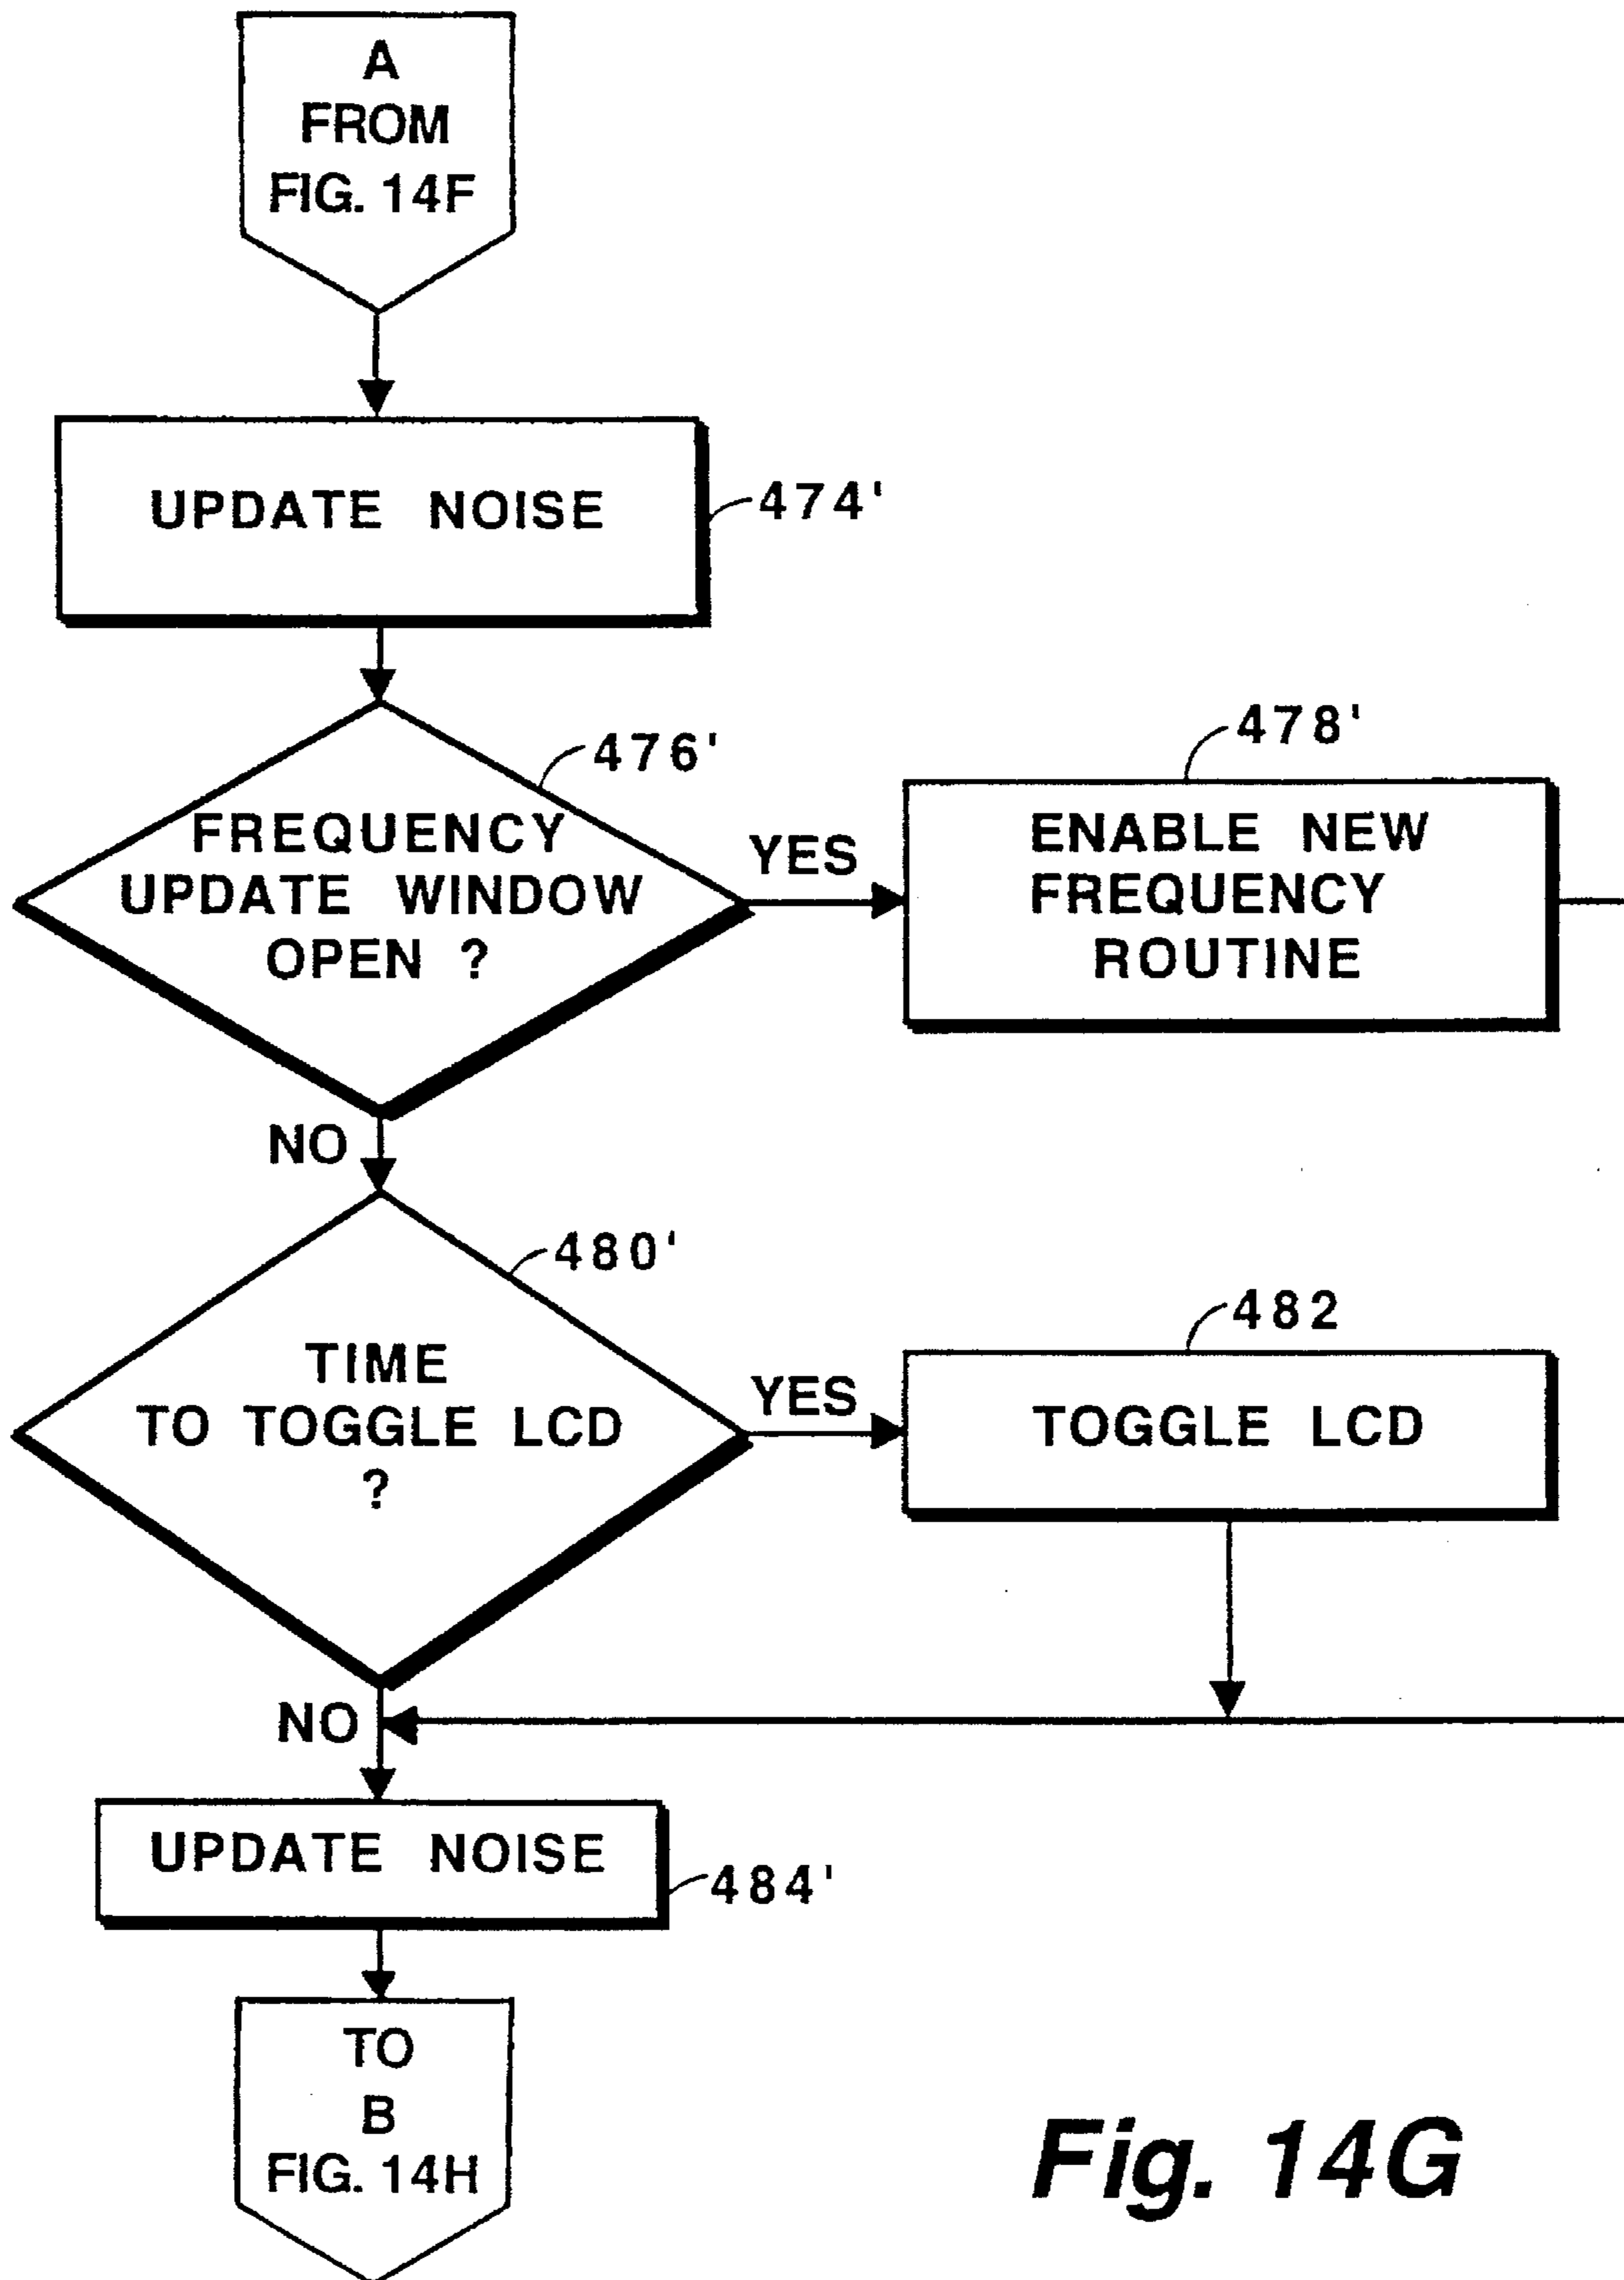 A
FROM
FIG. 14F
UPDATE NOISE
474'
476'
FREQUENCY
UPDATE WINDOW
OPEN ?
YES
478'
ENABLE NEW
FREQUENCY
ROUTINE
NO
480'
TIME
TO TOGGLE LCD
?
YES
482
TOGGLE LCD
NO
UPDATE NOISE
484'
TO
B
FIG. 14H
Fig. 14G